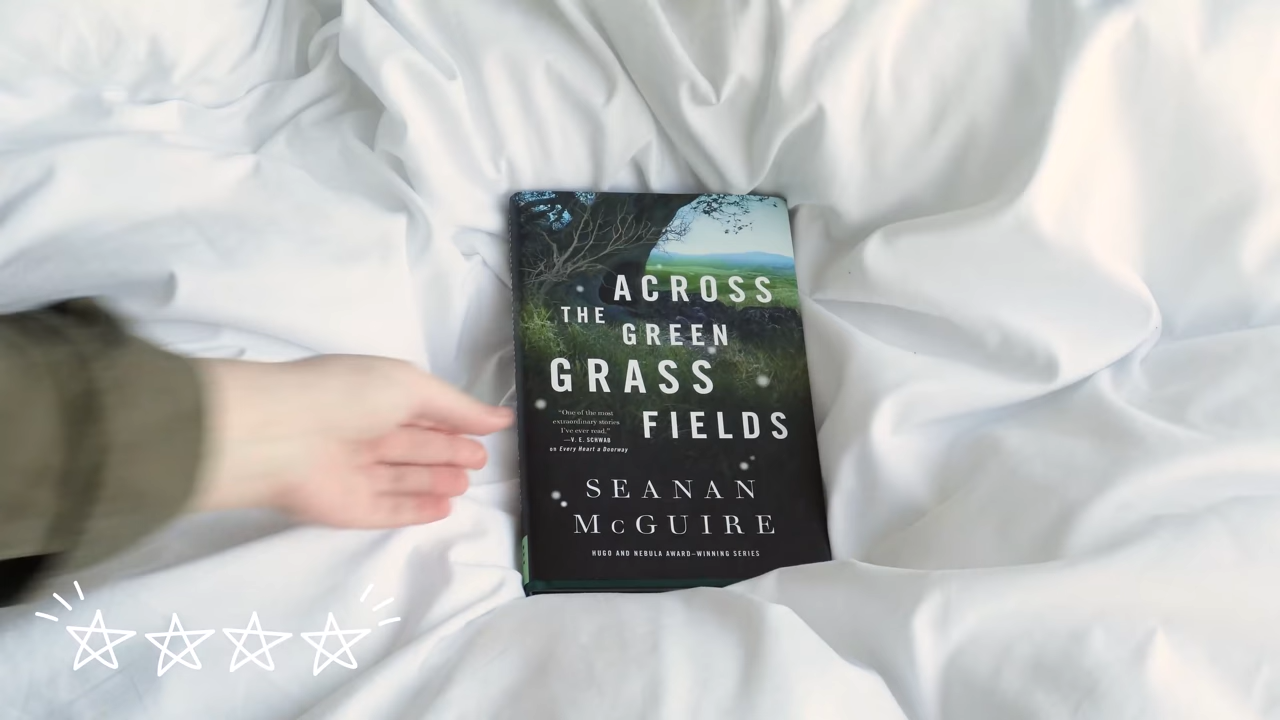 ACROSS
THE
GREEN
GRASS
FIELDS
"One of the most
extraordinary stories
I've ever read."
—V. E. SCHWAB
on Every Heart a Doorway
SEANAN
McGUIRE
HUGO AND NEBULA AWARD–WINNING SERIES